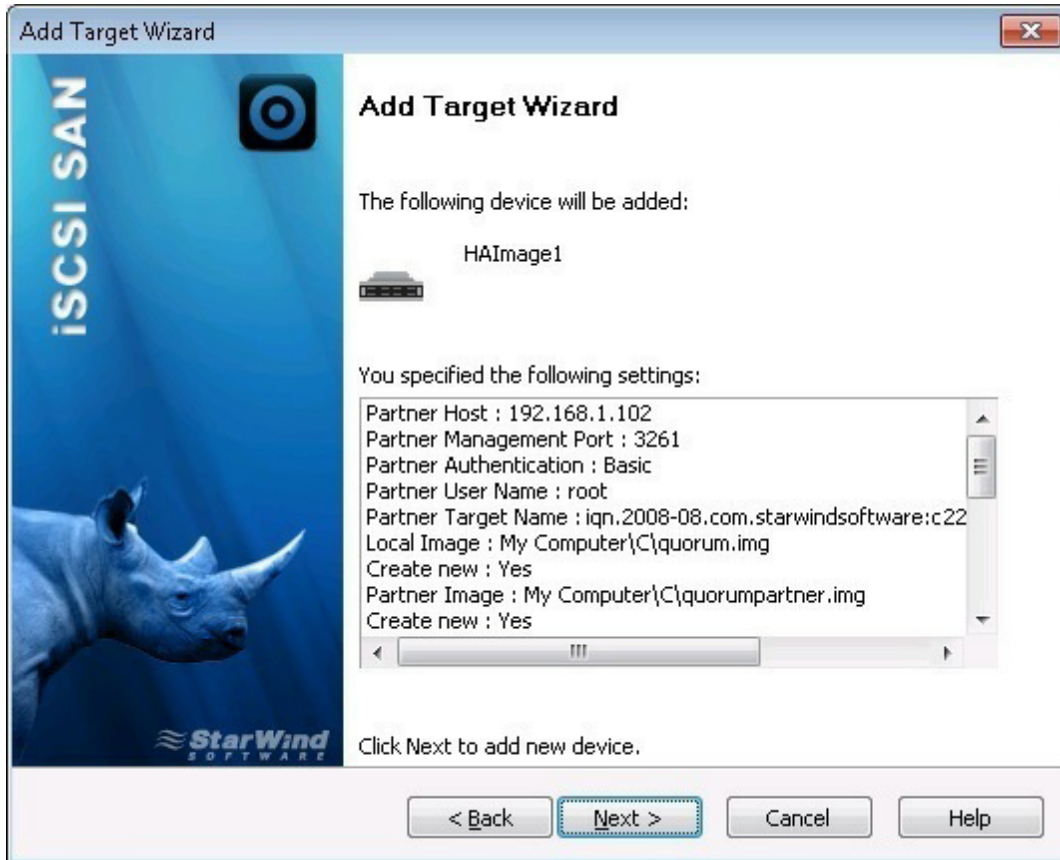 Add Target Wizard
iSCSI SAN
Add Target Wizard
The following device will be added:
HAImage1
You specified the following settings:
Partner Host : 192.168.1.102
Partner Management Port : 3261
Partner Authentication : Basic
Partner User Name : root
Partner Target Name : iqn.2008-08.com.starwindsoftware:c22
Local Image : My Computer\C\quorum.img
Create new : Yes
Partner Image : My Computer\C\quorumpartner.img
Create new : Yes
StarWind
SOFTWARE
Click Next to add new device.
< Back
Next >
Cancel
Help